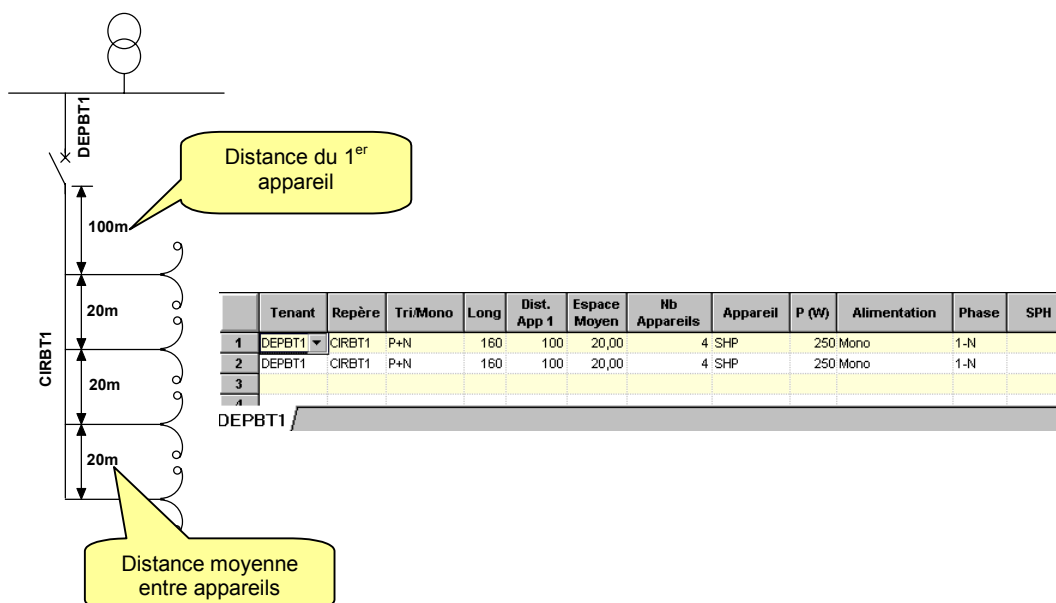 DEPBT1
Distance du 1er
appareil
100m
20m
20m
20m
CIRBT1
Distance moyenne
entre appareils
Tenant Repère Tri/Mono Long Dist. App 1 Espace Moyen Nb Appareils Appareil P (W) Alimentation Phase SPH
1 DEPBT1 CIRBT1 P+N 160 100 20,00 4 SHP 250 Mono 1-N
2 DEPBT1 CIRBT1 P+N 160 100 20,00 4 SHP 250 Mono 1-N
3
4
DEPBT1